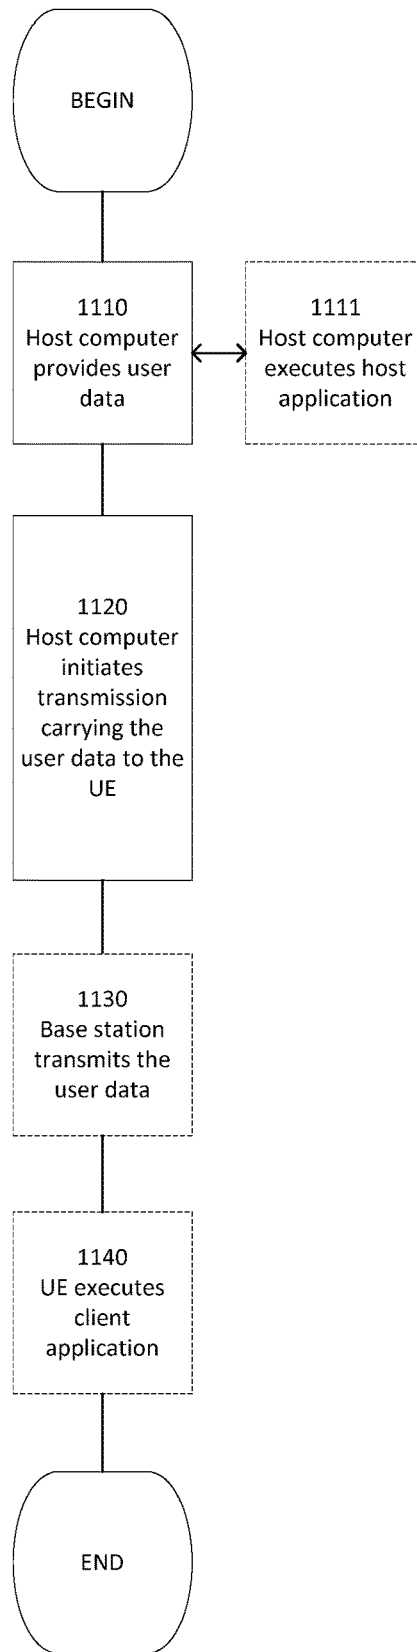 BEGIN
1110
Host computer
provides user
data
1111
Host computer
executes host
application
1120
Host computer
initiates
transmission
carrying the
user data to the
UE
1130
Base station
transmits the
user data
1140
UE executes
client
application
END